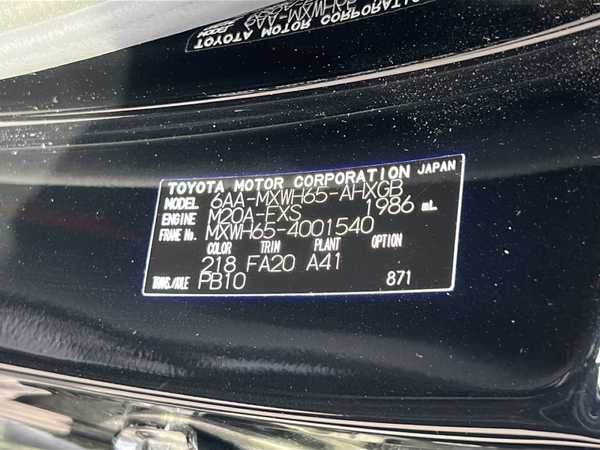 TOYOTA MOTOR CORPORATION JAPAN
MODEL 6AA-MXWH65-AHXGB
ENGINE M20A-FXS 1986 mL
FRAME No. MXWH65-4001540
COLOR TRIM PLANT OPTION
218 FA20 A41
TRANS./AXLE PB10 871